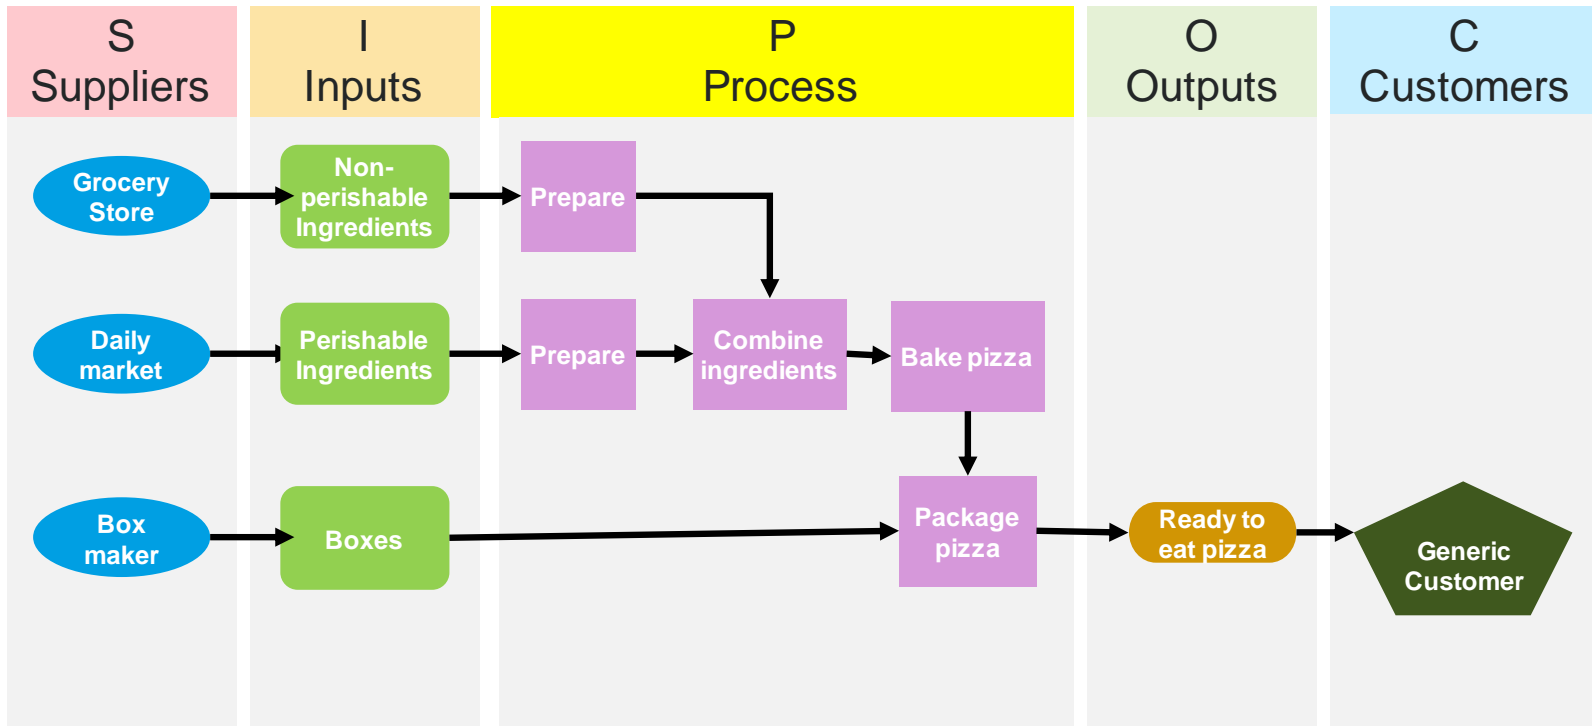 S
Suppliers
I
Inputs
P
Process
O
Outputs
C
Customers
Grocery
Store
Non-
perishable
Ingredients
Prepare
Daily
market
Perishable
Ingredients
Prepare
Combine
ingredients
Bake pizza
Box
maker
Boxes
Package
pizza
Ready to
eat pizza
Generic
Customer